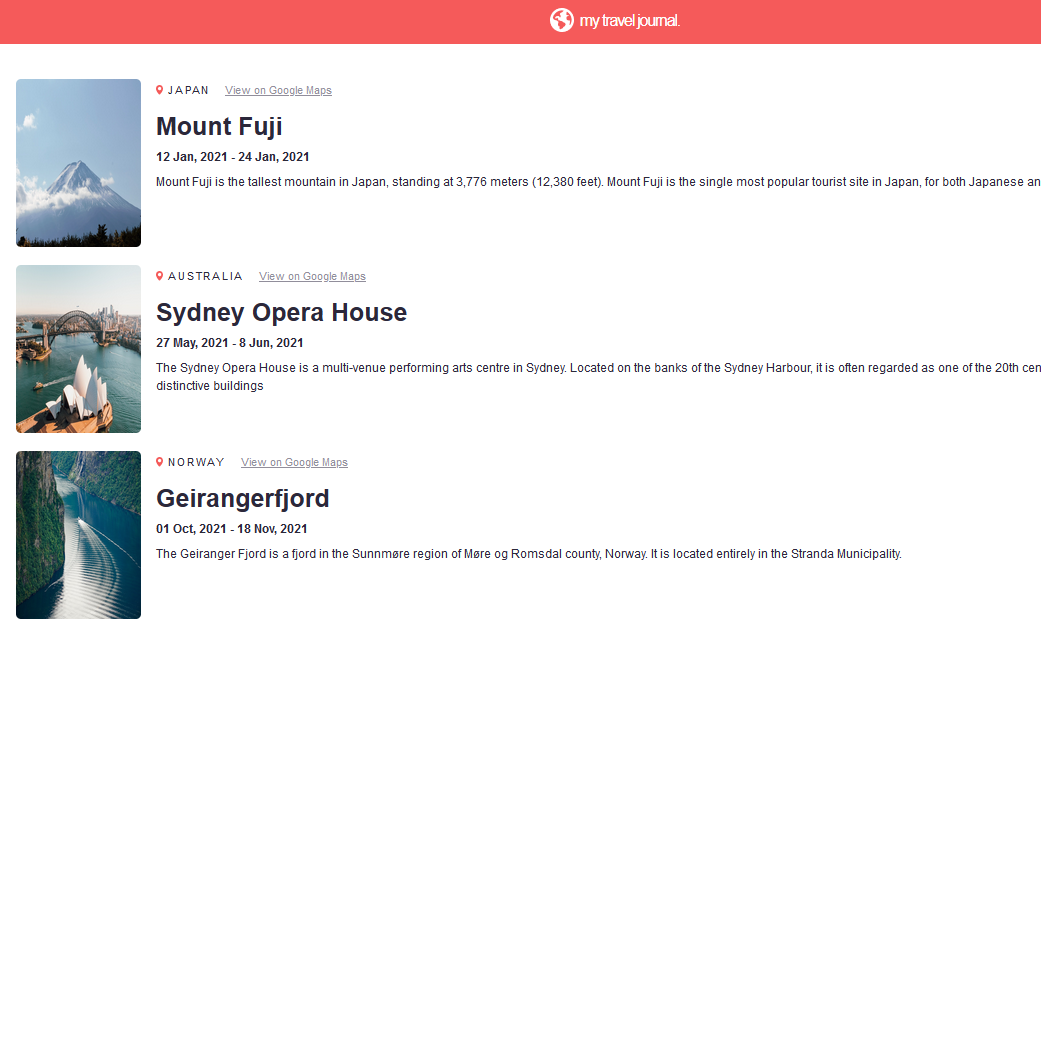 my travel journal.
JAPAN View on Google Maps
Mount Fuji
12 Jan, 2021 - 24 Jan, 2021
Mount Fuji is the tallest mountain in Japan, standing at 3,776 meters (12,380 feet). Mount Fuji is the single most popular tourist site in Japan, for both Japanese an
AUSTRALIA View on Google Maps
Sydney Opera House
27 May, 2021 - 8 Jun, 2021
The Sydney Opera House is a multi-venue performing arts centre in Sydney. Located on the banks of the Sydney Harbour, it is often regarded as one of the 20th cen
distinctive buildings
NORWAY View on Google Maps
Geirangerfjord
01 Oct, 2021 - 18 Nov, 2021
The Geiranger Fjord is a fjord in the Sunnmøre region of Møre og Romsdal county, Norway. It is located entirely in the Stranda Municipality.